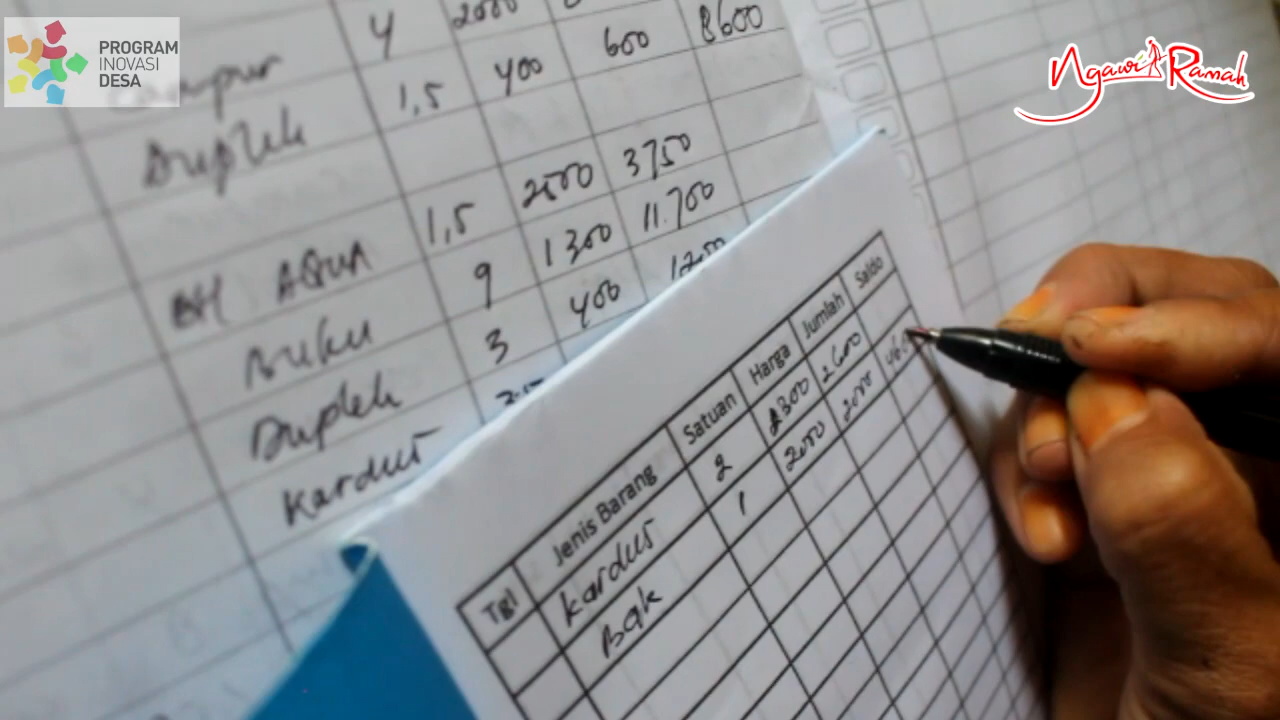 PROGRAM
INOVASI
DESA
Ngawi Ramah
4 2000
Duplek 1,5 400 600 8600
BH AQUA 1,5 2500 3750
Buku 9 1300 11.700
Duplek 3 400 1200
Kardus
Tgl Jenis Barang Satuan Harga Jumlah Saldo
Kardus 2 1300 2600
Bak 1 2000 2000